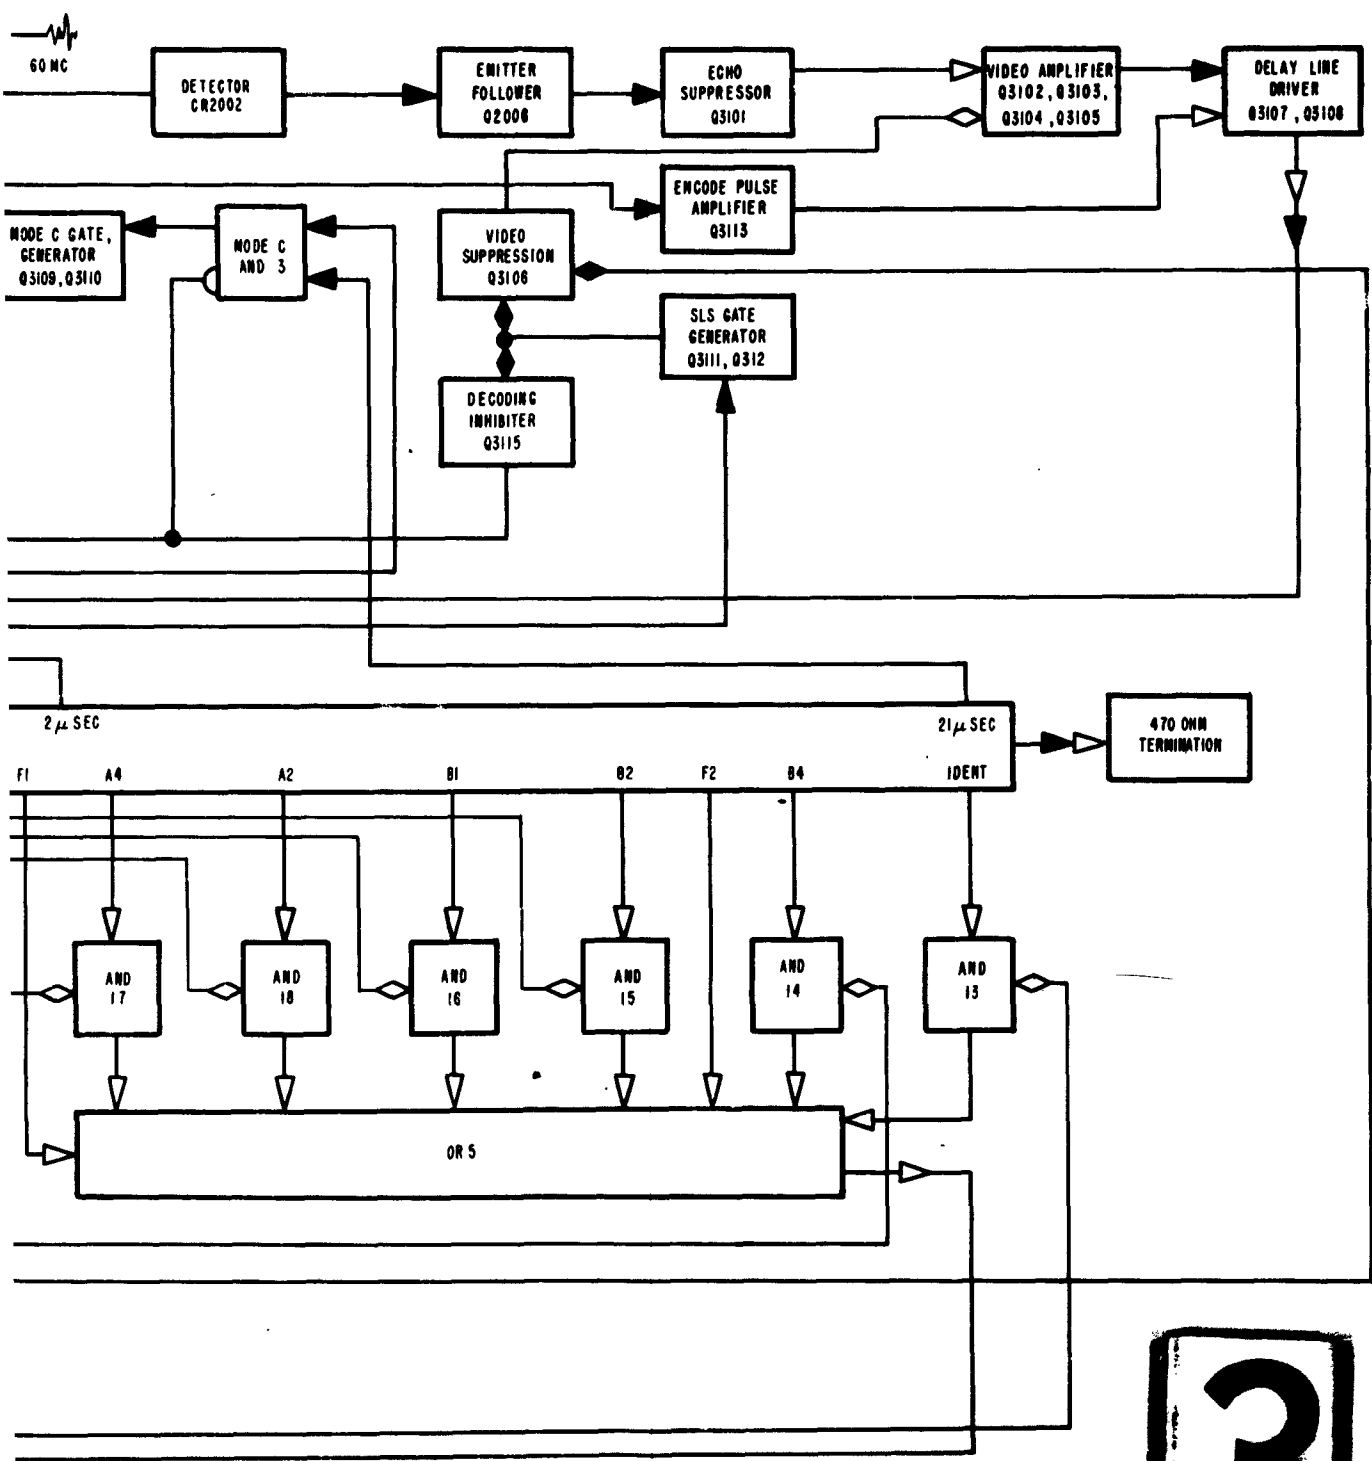 60 MC
DETECTOR
CR2002
EMITTER
FOLLOWER
Q2006
ECHO
SUPPRESSOR
Q3101
VIDEO AMPLIFIER
Q3102, Q3103,
Q3104, Q3105
DELAY LINE
DRIVER
Q3107, Q3108
ENCODE PULSE
AMPLIFIER
Q3113
MODE C GATE,
GENERATOR
Q3109, Q3110
MODE C
AND 3
VIDEO
SUPPRESSION
Q3106
SLS GATE
GENERATOR
Q3111, Q312
DECODING
INHIBITER
Q3115
2 μ SEC
21 μ SEC
470 OHM
TERMINATION
F1
A4
A2
B1
B2
F2
B4
IDENT
AND
17
AND
18
AND
16
AND
15
AND
14
AND
13
OR 5